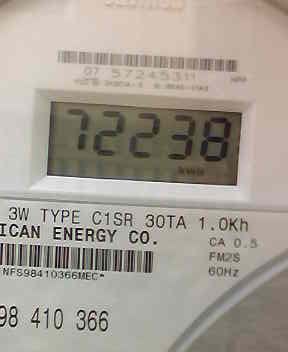 07 57245311
72238
kWh
3W TYPE C1SR 30TA 1.0Kh
ICAN ENERGY CO.
CA 0.5
FM2S
60Hz
NFS98410366MEC*
98 410 366